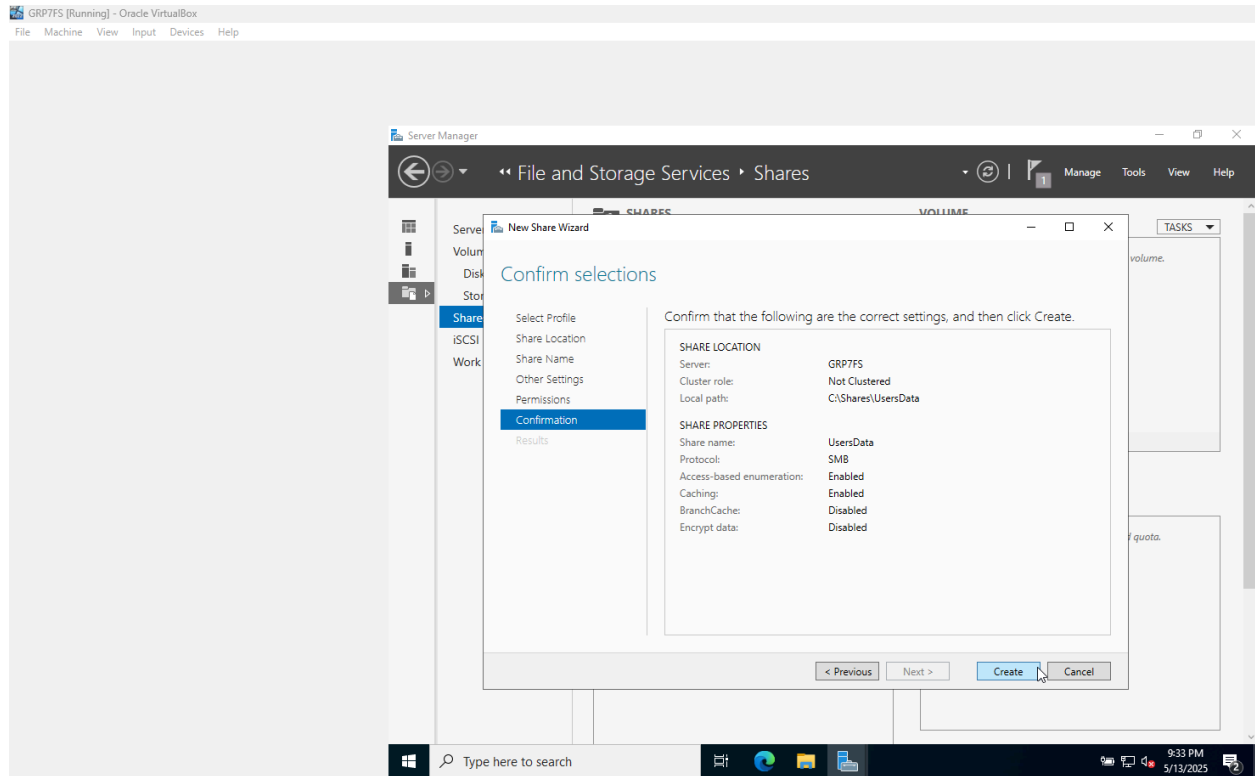 GRP7FS [Running] - Oracle VirtualBox
File Machine View Input Devices Help
Server Manager
File and Storage Services Shares
1 Manage Tools View Help
SHARES VOLUME
TASKS
volume.
New Share Wizard
Confirm selections
Share
iSCSI
Work
Select Profile
Share Location
Share Name
Other Settings
Permissions
Confirmation
Results
Confirm that the following are the correct settings, and then click Create.
SHARE LOCATION
Server: GRP7FS
Cluster role: Not Clustered
Local path: C:\Shares\UsersData
SHARE PROPERTIES
Share name: UsersData
Protocol: SMB
Access-based enumeration: Enabled
Caching: Enabled
BranchCache: Disabled
Encrypt data: Disabled
quota.
< Previous Next > Create Cancel
Type here to search
9:33 PM
5/13/2025
2